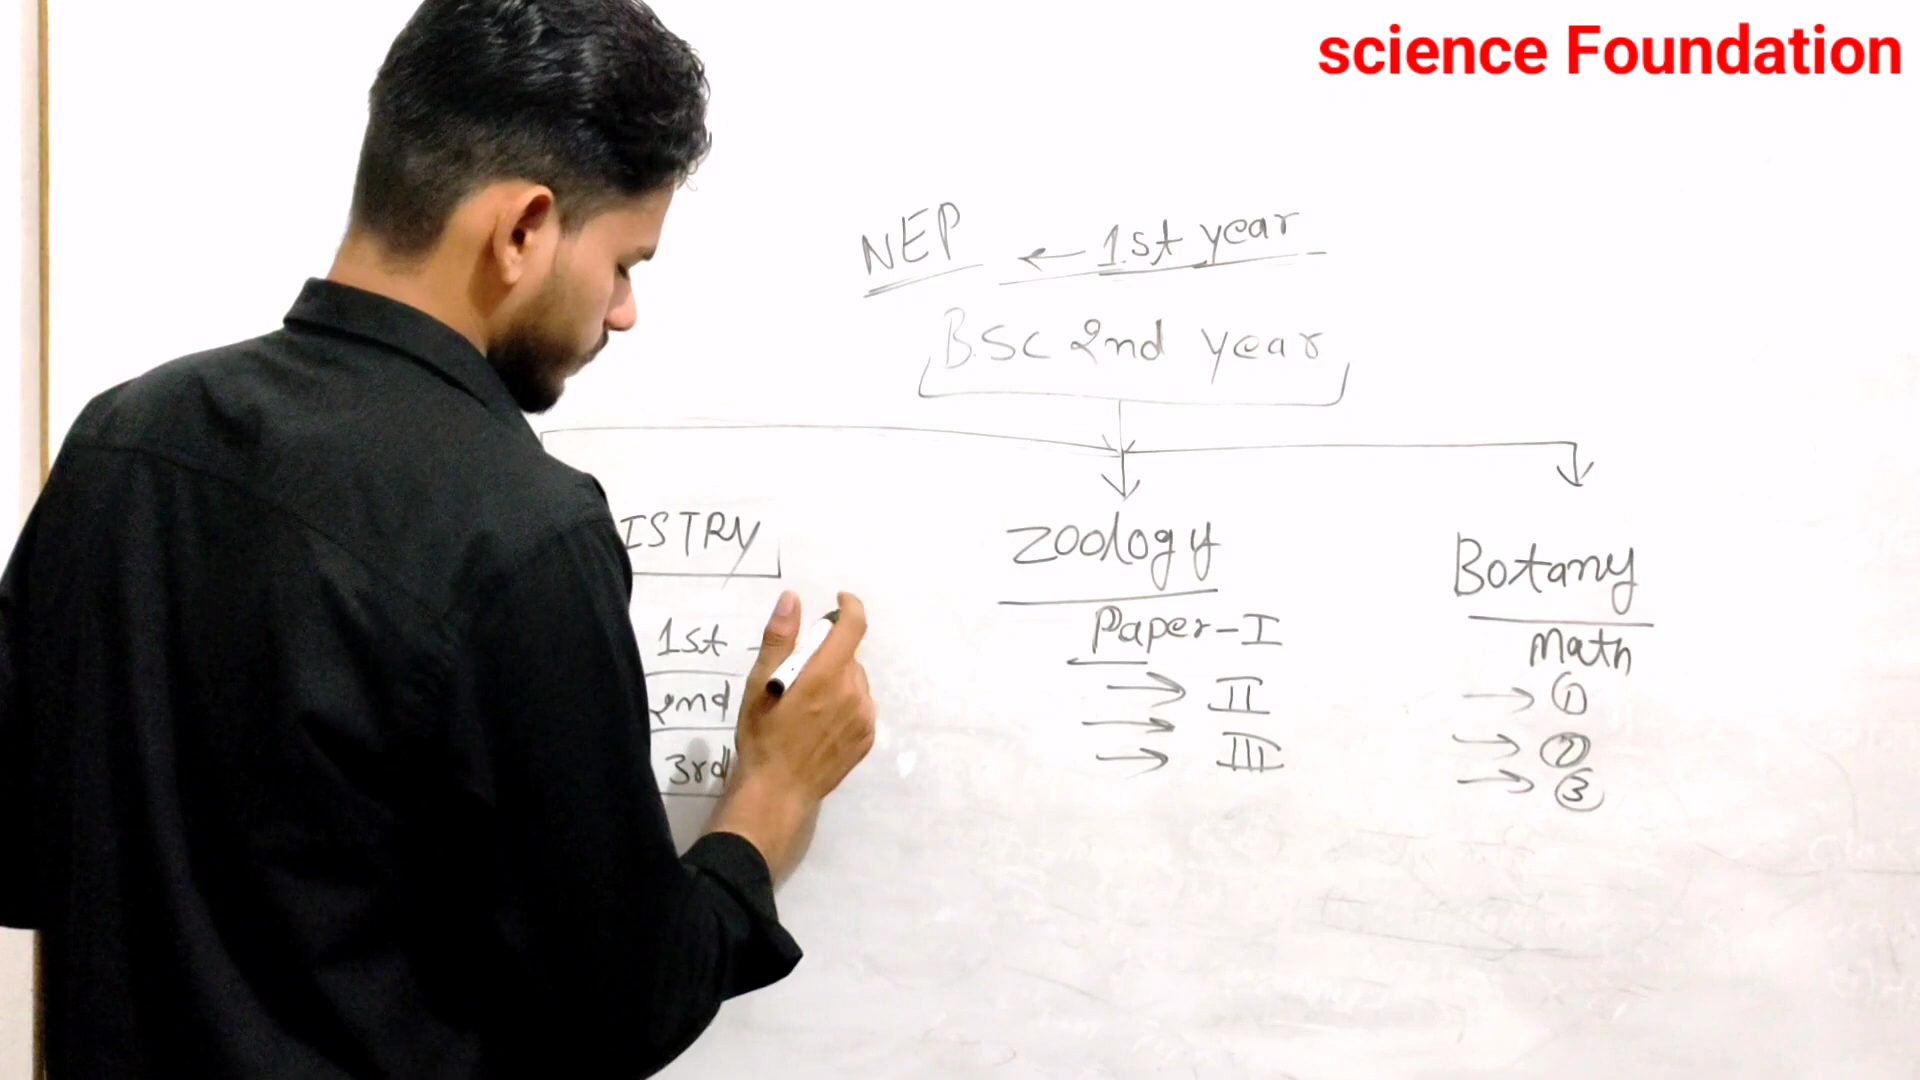 science Foundation
NEP ← 1st year
B.SC 2nd year
ISTRY
zoology
Botany
1st
2nd
3rd
Paper-I
→ II
→ III
Math
→ ①
→ ②
→ ③